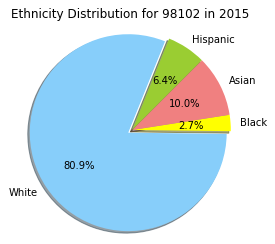 Ethnicity Distribution for 98102 in 2015
Hispanic
6.4%
Asian
10.0%
Black
2.7%
80.9%
White